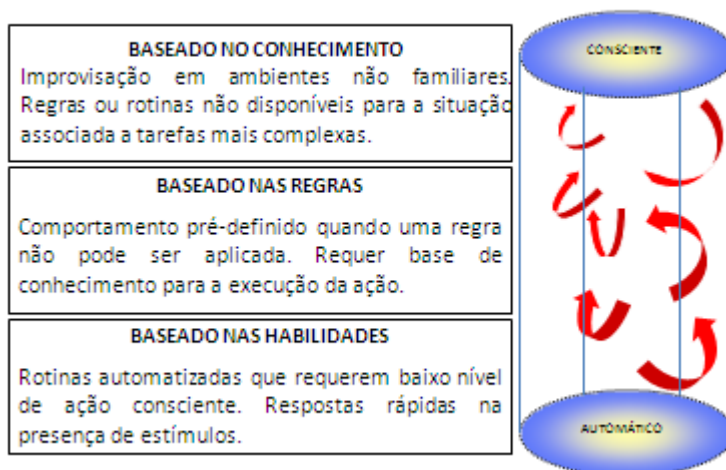 BASEADO NO CONHECIMENTO
Improvisação em ambientes não familiares.
Regras ou rotinas não disponíveis para a situação
associada a tarefas mais complexas.
BASEADO NAS REGRAS
Comportamento pré-definido quando uma regra
não pode ser aplicada. Requer base de
conhecimento para a execução da ação.
BASEADO NAS HABILIDADES
Rotinas automatizadas que requerem baixo nível
de ação consciente. Respostas rápidas na
presença de estímulos.
CONSCIENTE
AUTOMÁTICO